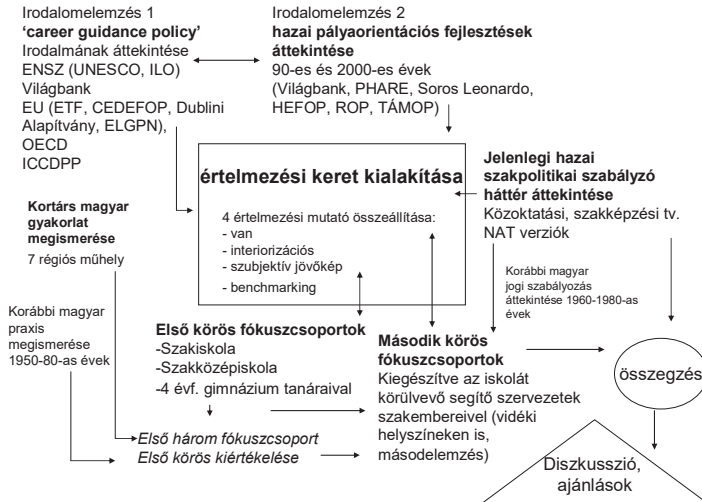 Irodalomelemzés 1
'career guidance policy'
Irodalmának áttekintése
ENSZ (UNESCO, ILO)
Világbank
EU (ETF, CEDEFOP, Dublini
Alapítvány, ELGPN),
OECD
ICCDPP
Irodalomelemzés 2
hazai pályaorientációs fejlesztések
áttekintése
90-es és 2000-es évek
(Világbank, PHARE, Soros Leonardo,
HEFOP, ROP, TÁMOP)
értelmezési keret kialakítása
4 értelmezési mutató összeállítása:
- van
- interiorizációs
- szubjektív jövőkép
- benchmarking
Jelenlegi hazai
szakpolitikai szabályzó
háttér áttekintése
Közoktatási, szakképzési tv.
NAT verziók
Kortárs magyar
gyakorlat
megismerése
7 régiós műhely
Korábbi magyar
jogi szabályozás
áttekintése 1960-1980-as
évek
Korábbi magyar
praxis
megismerése
1950-80-as évek
Első körös fókuszcsoportok
-Szakiskola
-Szakközépiskola
-4 évf. gimnázium tanáraival
Második körös
fókuszcsoportok
Kiegészítve az iskolát
körülvevő segítő szervezetek
szakembereivel (vidéki
helyszíneken is,
másodelemzés)
összegzés
Első három fókuszcsoport
Első körös kiértékelése
Diszkusszió,
ajánlások